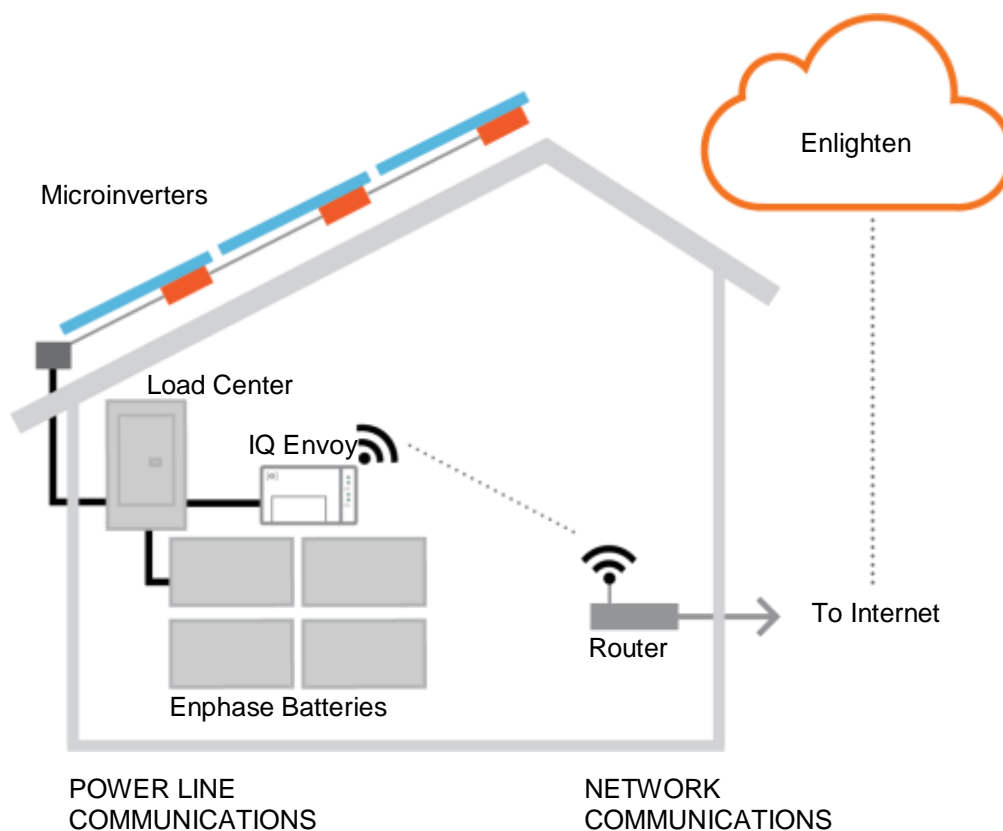 Enlighten
Microinverters
Load Center
IQ Envoy
To Internet
Router
Enphase Batteries
POWER LINE
COMMUNICATIONS
NETWORK
COMMUNICATIONS